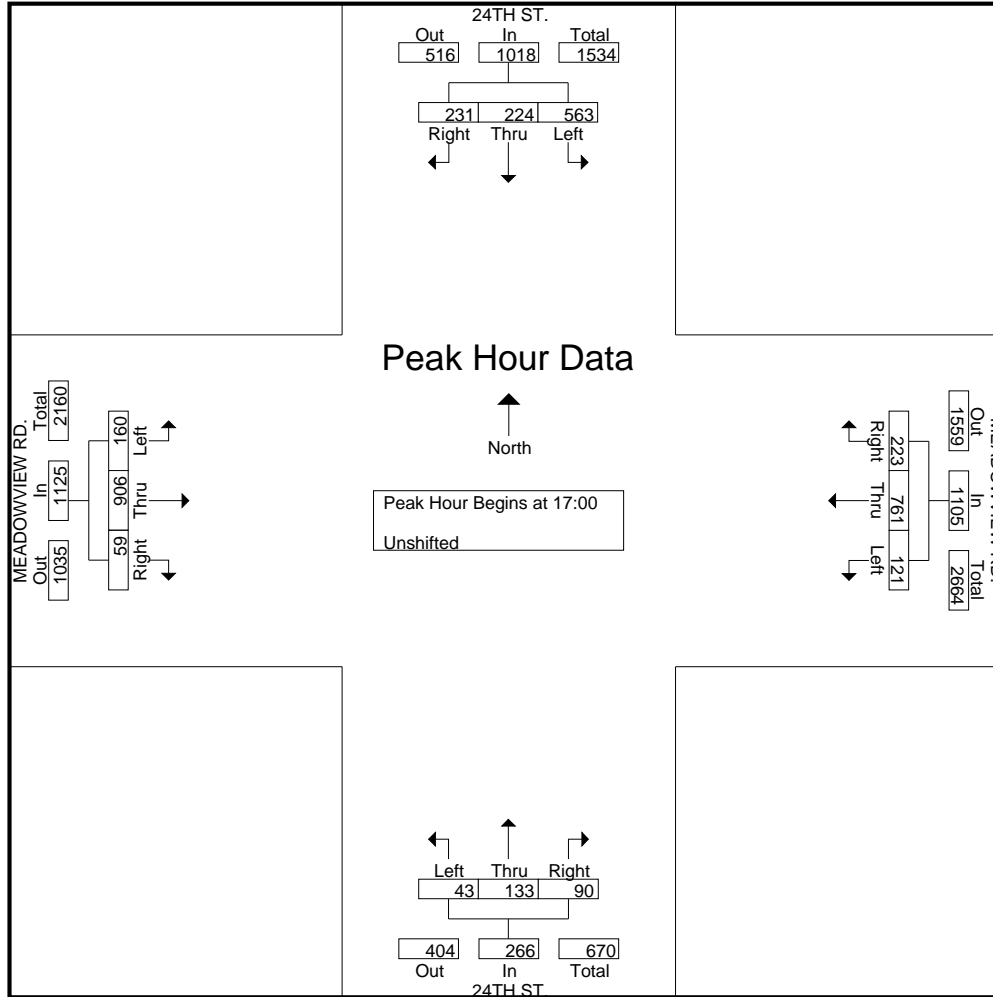 24TH ST.
Out In Total
516 1018 1534
231 224 563
Right Thru Left
Peak Hour Data
North
Peak Hour Begins at 17:00
Unshifted
MEADOWVIEW RD.
Total In Out
2160 1125 1035
160 906 59
Left Thru Right
Out In Total
1559 1105 2664
223 761 121
Right Thru Left
Left Thru Right
43 133 90
404 266 670
Out In Total
24TH ST.